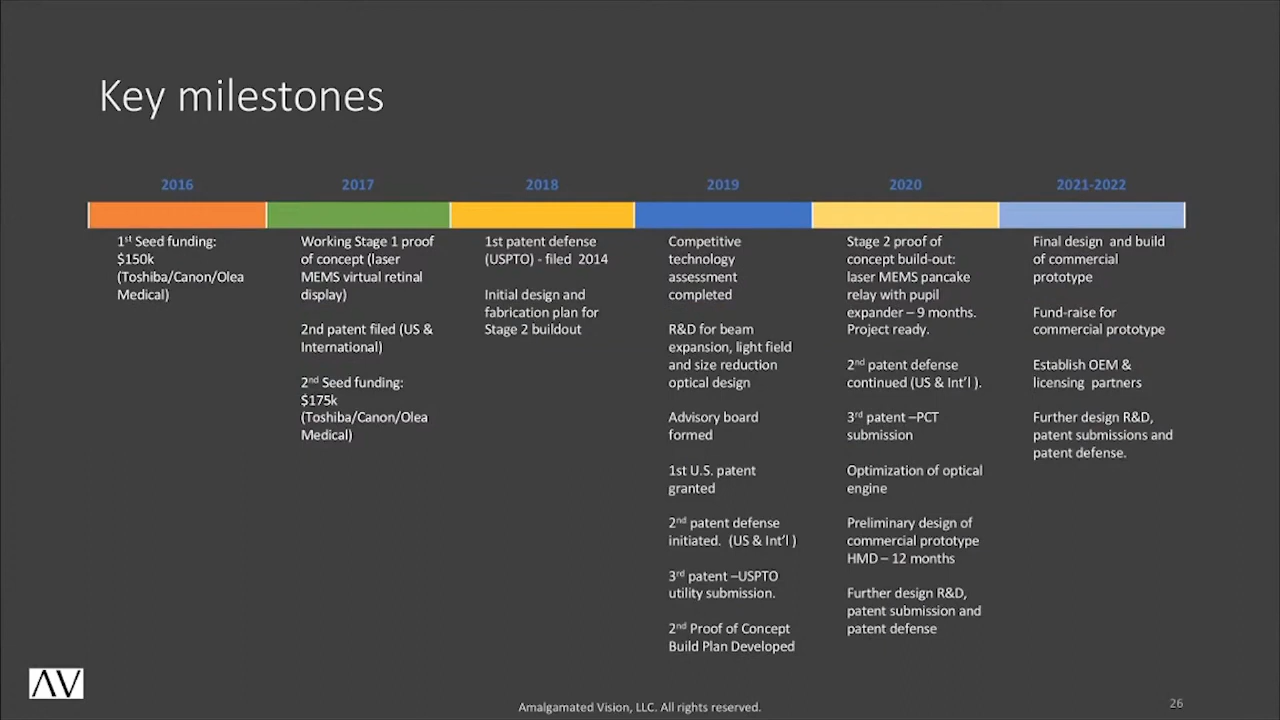 Key milestones
2016
2017
2018
2019
2020
2021-2022
1st Seed funding:
$150k
(Toshiba/Canon/Olea
Medical)
Working Stage 1 proof
of concept (laser
MEMS virtual retinal
display)
2nd patent filed (US &
International)
2nd Seed funding:
$175k
(Toshiba/Canon/Olea
Medical)
1st patent defense
(USPTO) - filed 2014
Initial design and
fabrication plan for
Stage 2 buildout
Competitive
technology
assessment
completed
R&D for beam
expansion, light field
and size reduction
optical design
Advisory board
formed
1st U.S. patent
granted
2nd patent defense
initiated. (US & Int'l )
3rd patent –USPTO
utility submission.
2nd Proof of Concept
Build Plan Developed
Stage 2 proof of
concept build-out:
laser MEMS pancake
relay with pupil
expander – 9 months.
Project ready.
2nd patent defense
continued (US & Int'l ).
3rd patent –PCT
submission
Optimization of optical
engine
Preliminary design of
commercial prototype
HMD – 12 months
Further design R&D,
patent submission and
patent defense
Final design and build
of commercial
prototype
Fund-raise for
commercial prototype
Establish OEM &
licensing partners
Further design R&D,
patent submissions and
patent defense.
AV
Amalgamated Vision, LLC. All rights reserved.
26